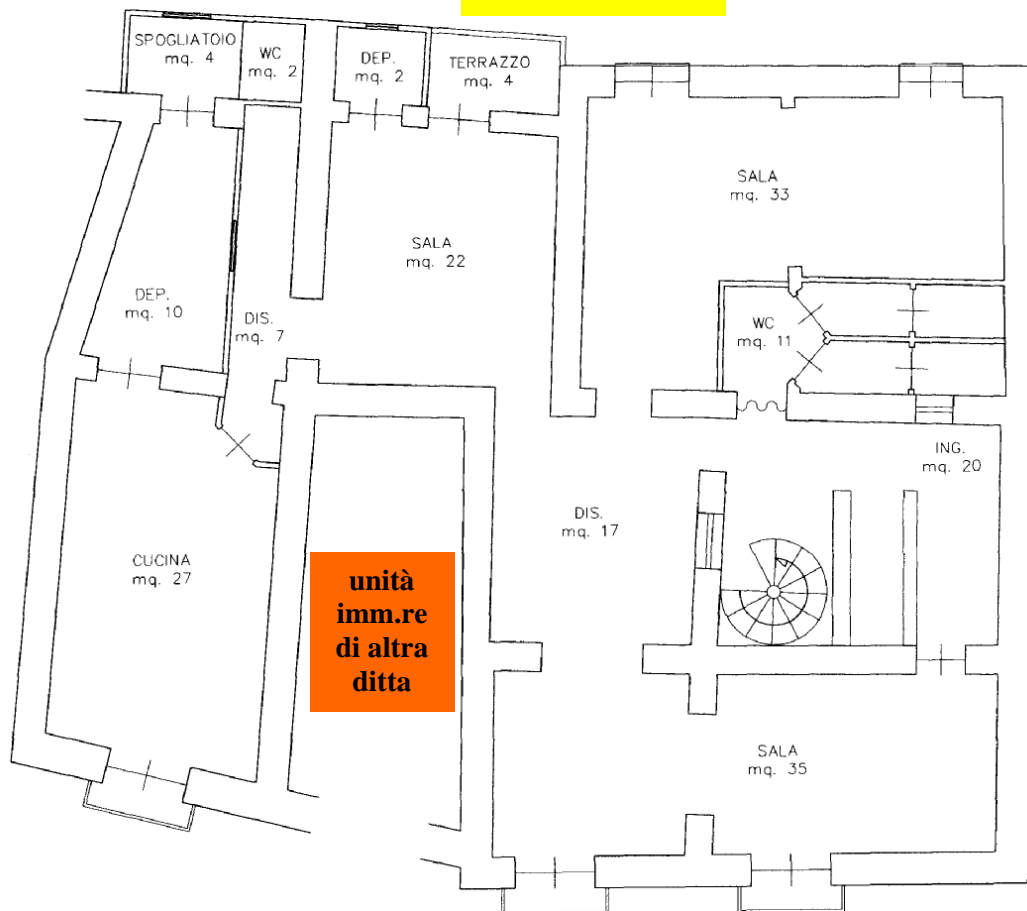 SPOGLIATOIO
mq. 4
WC
mq. 2
DEP.
mq. 2
TERRAZZO
mq. 4
SALA
mq. 33
SALA
mq. 22
DEP.
mq. 10
DIS.
mq. 7
WC
mq. 11
ING.
mq. 20
DIS.
mq. 17
CUCINA
mq. 27
unità
imm.re
di altra
ditta
SALA
mq. 35